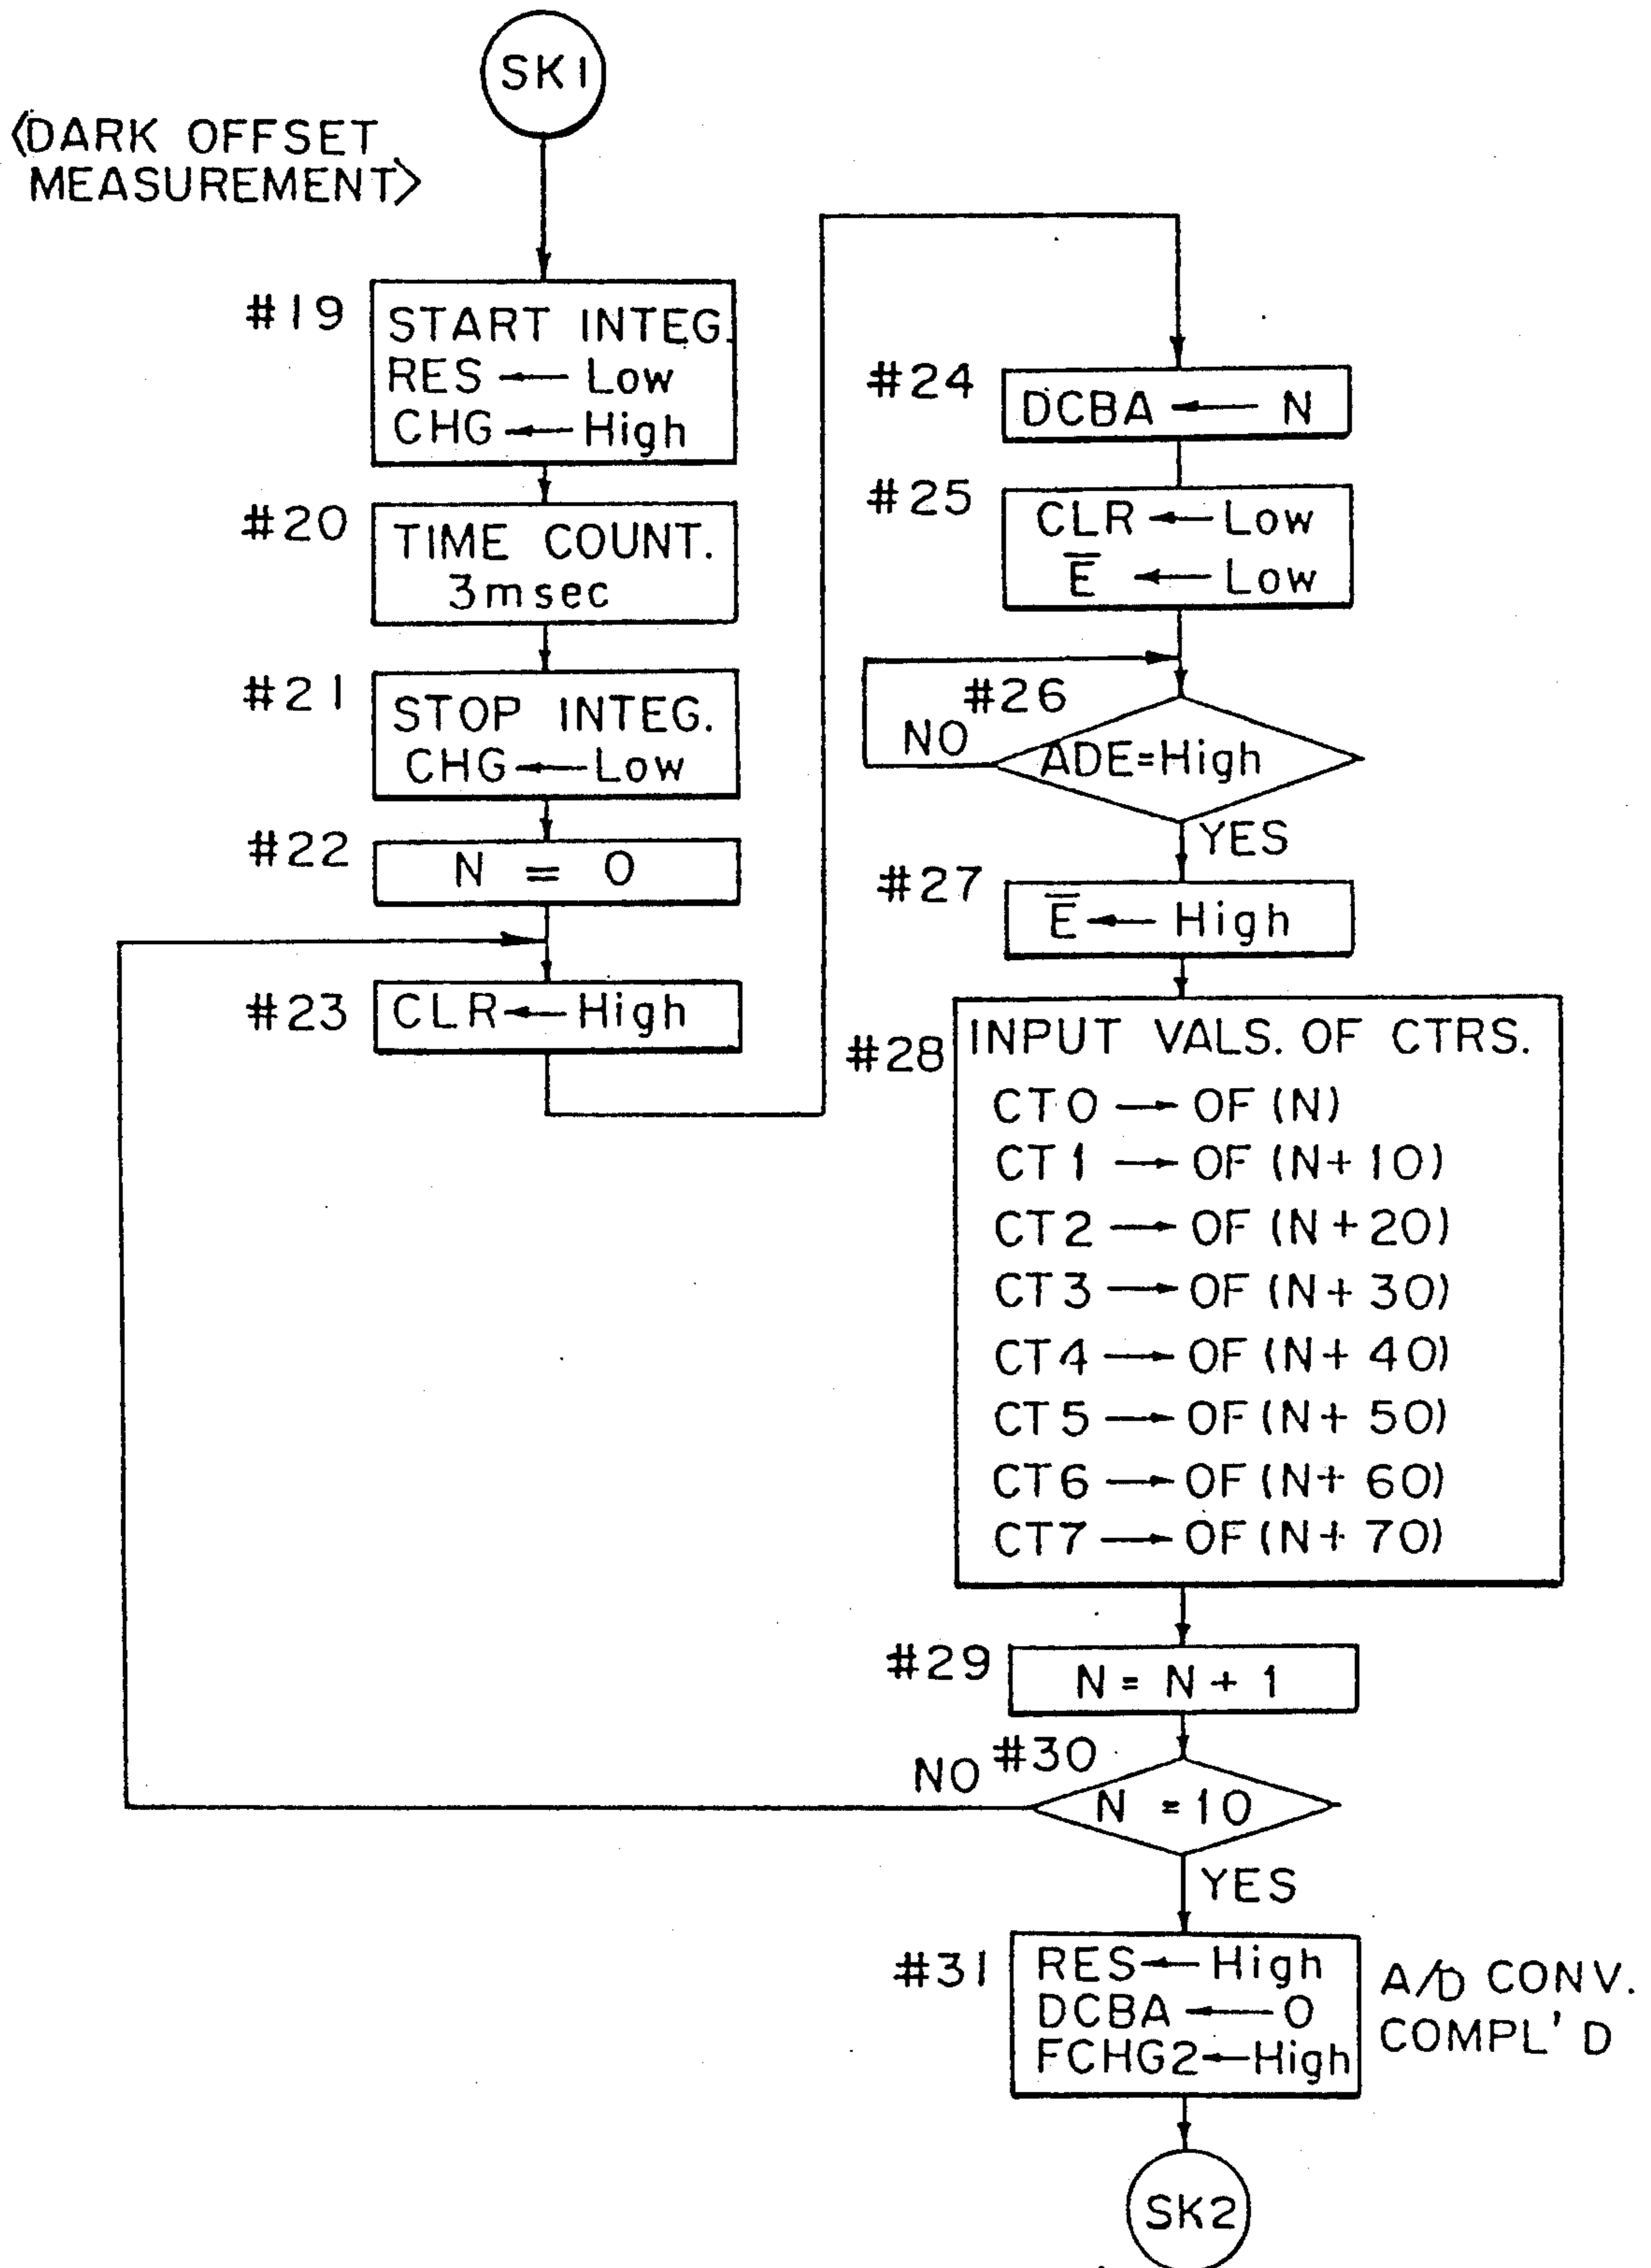 SK1
〈DARK OFFSET
MEASUREMENT〉
#19
START INTEG.
RES ← Low
CHG ← High
#20
TIME COUNT.
3msec
#21
STOP INTEG.
CHG ← Low
#22
N = 0
#23
CLR ← High
#24
DCBA ← N
#25
CLR ← Low
E̅ ← Low
#26
NO
ADE=High
YES
#27
E̅ ← High
#28
INPUT VALS. OF CTRS.
CT0 → OF (N)
CT1 → OF (N+10)
CT2 → OF (N+20)
CT3 → OF (N+30)
CT4 → OF (N+40)
CT5 → OF (N+50)
CT6 → OF (N+60)
CT7 → OF (N+70)
#29
N = N + 1
#30
NO
N = 10
YES
#31
RES ← High
DCBA ← 0
FCHG2 ← High
A/D CONV.
COMPL'D
SK2